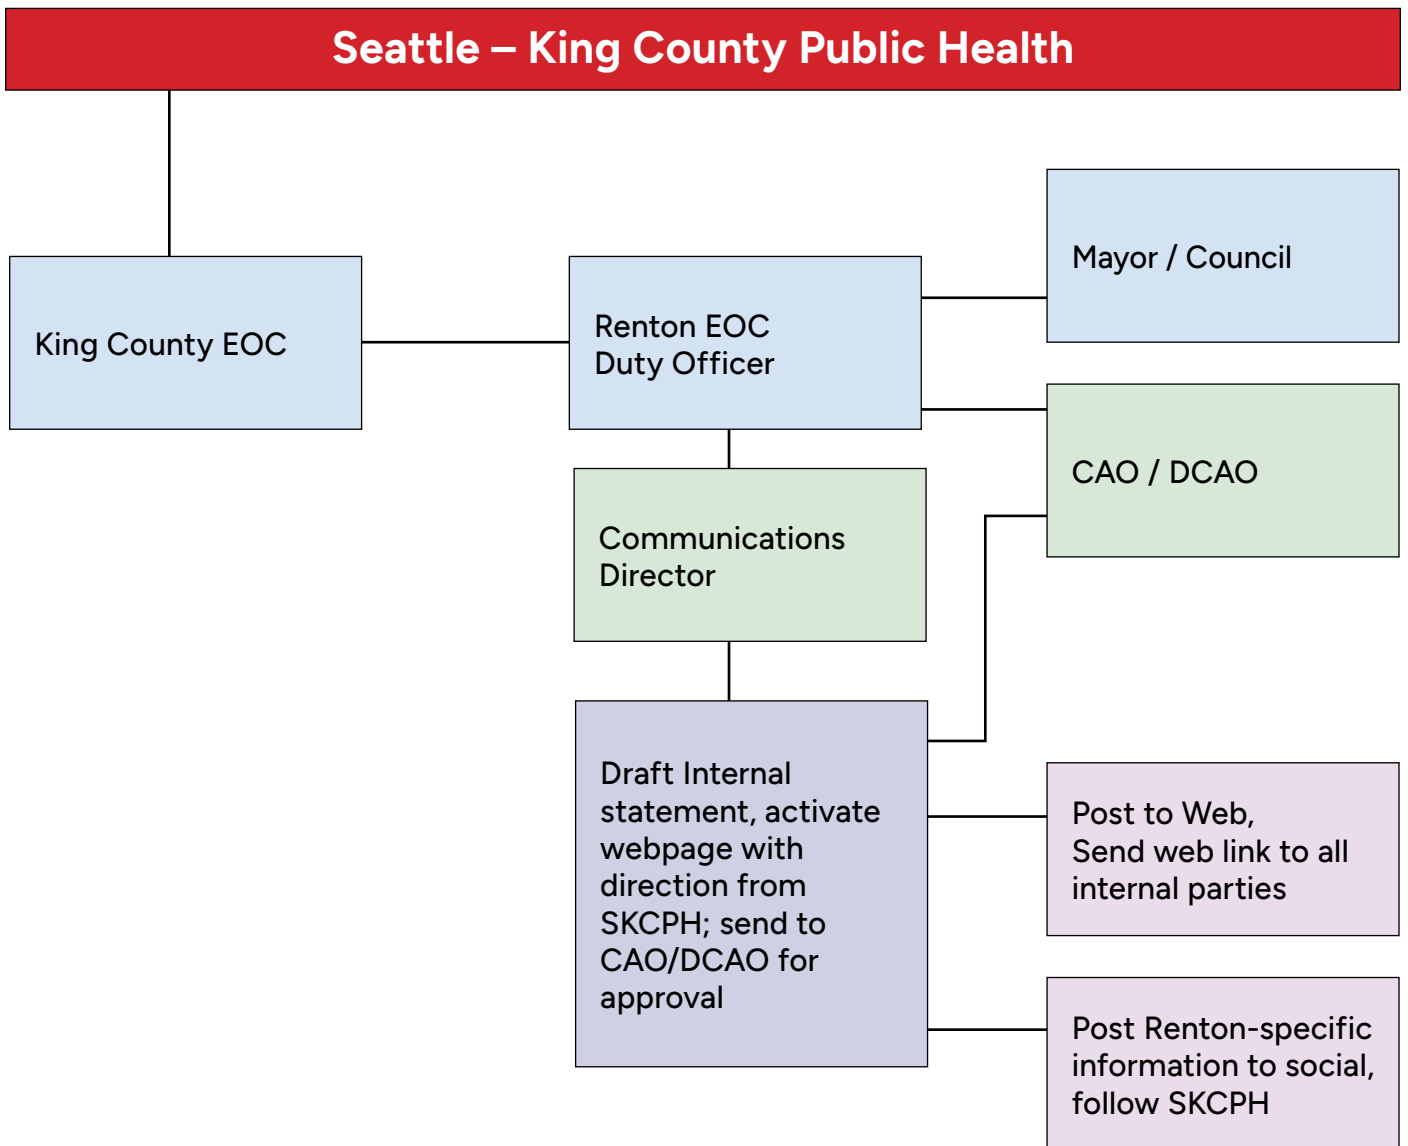 Seattle – King County Public Health
King County EOC
Renton EOC
Duty Officer
Mayor / Council
CAO / DCAO
Communications
Director
Draft Internal
statement, activate
webpage with
direction from
SKCPH; send to
CAO/DCAO for
approval
Post to Web,
Send web link to all
internal parties
Post Renton-specific
information to social,
follow SKCPH